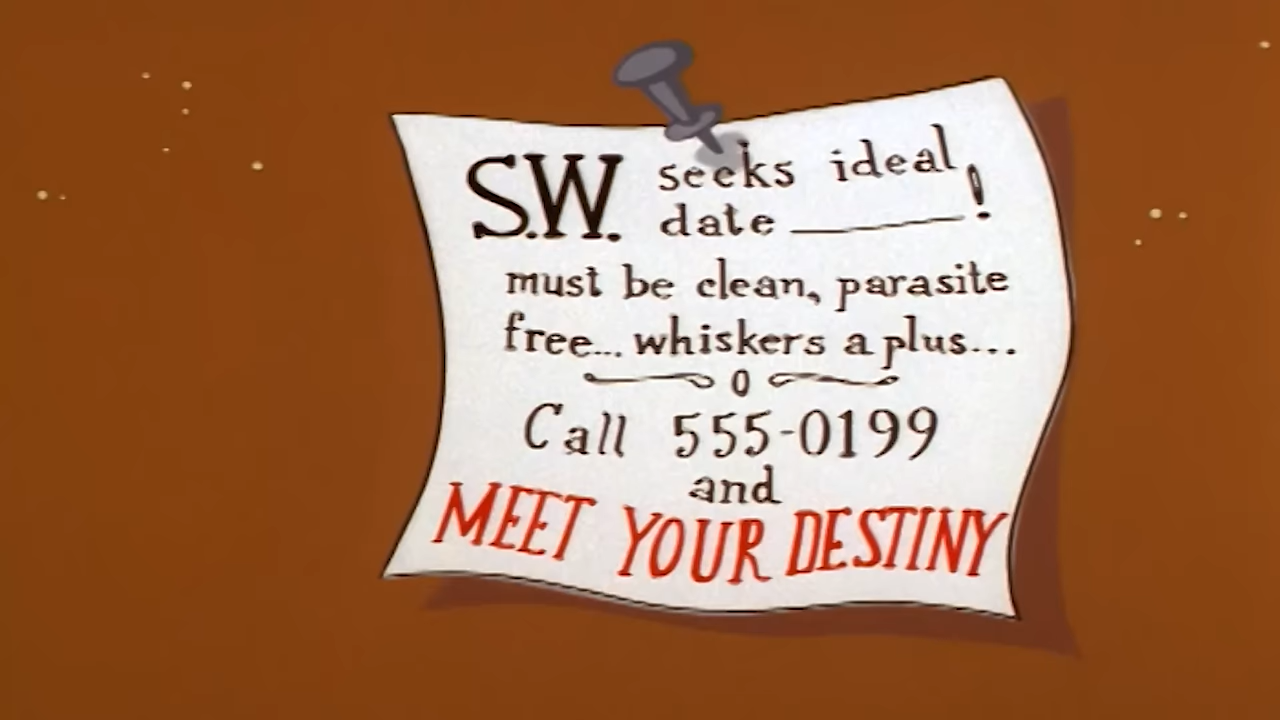 S.W. seeks ideal
date ______!
must be clean, parasite
free... whiskers a plus...
Call 555-0199
and
MEET YOUR DESTINY